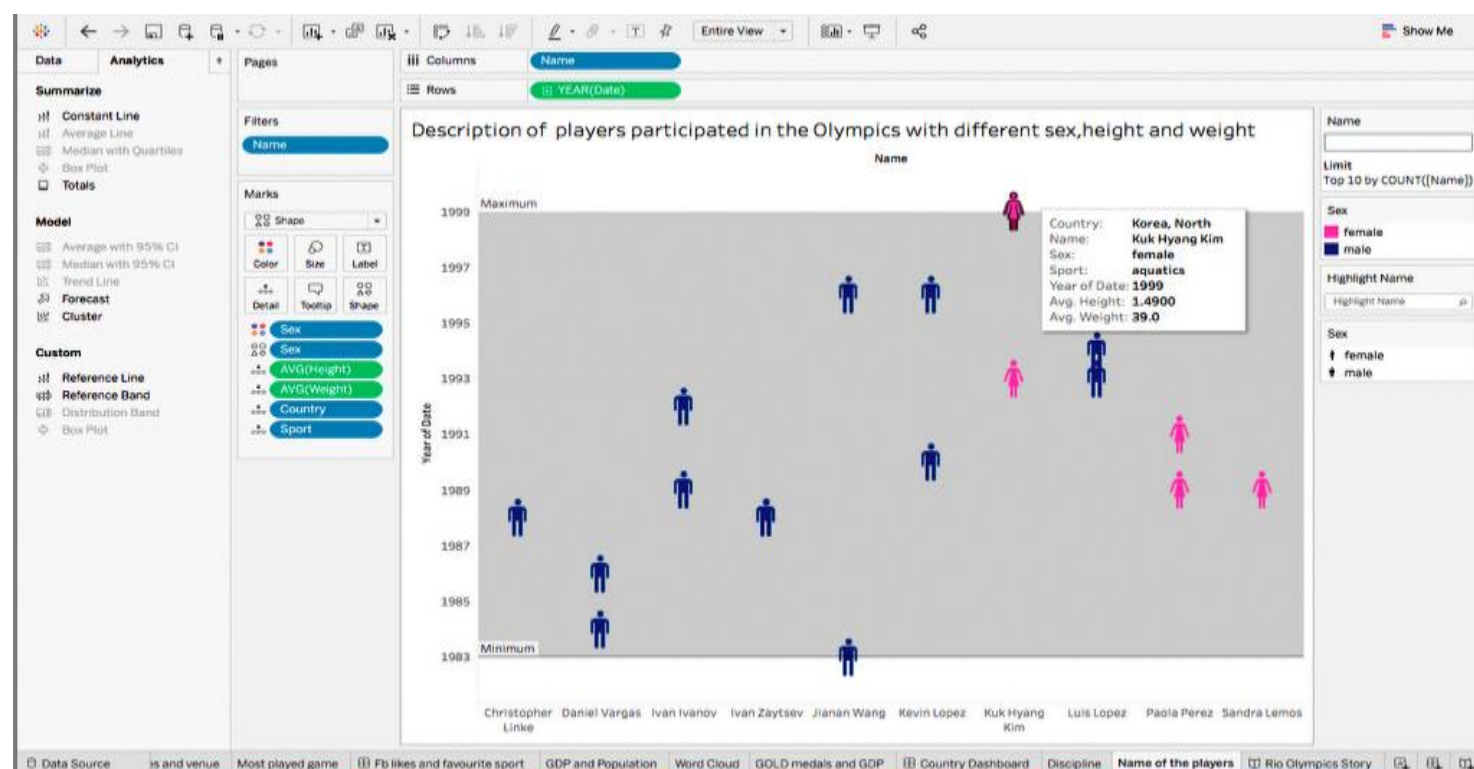 Entire View
Show Me
Data
Analytics
Pages
Columns
Name
Rows
YEAR(Date)
Summarize
Constant Line
Average Line
Median with Quartiles
Box Plot
Totals
Model
Average with 95% CI
Median with 95% CI
Trend Line
Forecast
Cluster
Custom
Reference Line
Reference Band
Distribution Band
Box Plot
Filters
Name
Marks
Shape
Color
Size
Label
Detail
Tooltip
Shape
Sex
Sex
AVG(Height)
AVG(Weight)
Country
Sport
Description of players participated in the Olympics with different sex,height and weight
Name
Maximum
1999
1997
1995
1993
1991
1989
1987
1985
1983
Minimum
Year of Date
Country: Korea, North
Name: Kuk Hyang Kim
Sex: female
Sport: aquatics
Year of Date: 1999
Avg. Height: 1.4900
Avg. Weight: 39.0
Christopher
Linke
Daniel Vargas
Ivan Ivanov
Ivan Zaytsev
Jianan Wang
Kevin Lopez
Kuk Hyang
Kim
Luis Lopez
Paola Perez
Sandra Lemos
Name
Limit
Top 10 by COUNT([Name])
Sex
female
male
Highlight Name
Highlight Name
Sex
female
male
Data Source
s and venue
Most played game
Fb likes and favourite sport
GDP and Population
Word Cloud
GOLD medals and GDP
Country Dashboard
Discipline
Name of the players
Rio Olympics Story